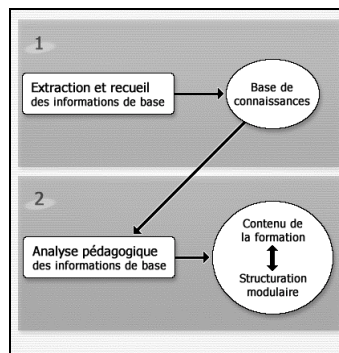 1
Extraction et recueil
des informations de base
Base de
connaissances
2
Analyse pédagogique
des informations de base
Contenu de
la formation
Structuration
modulaire